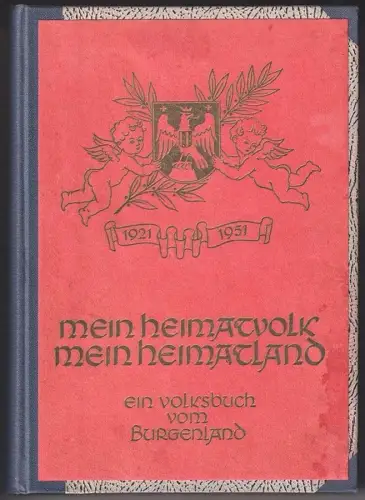 1921 1951
mein heimatvolk
mein heimatland
ein volksbuch
vom
Burgenland